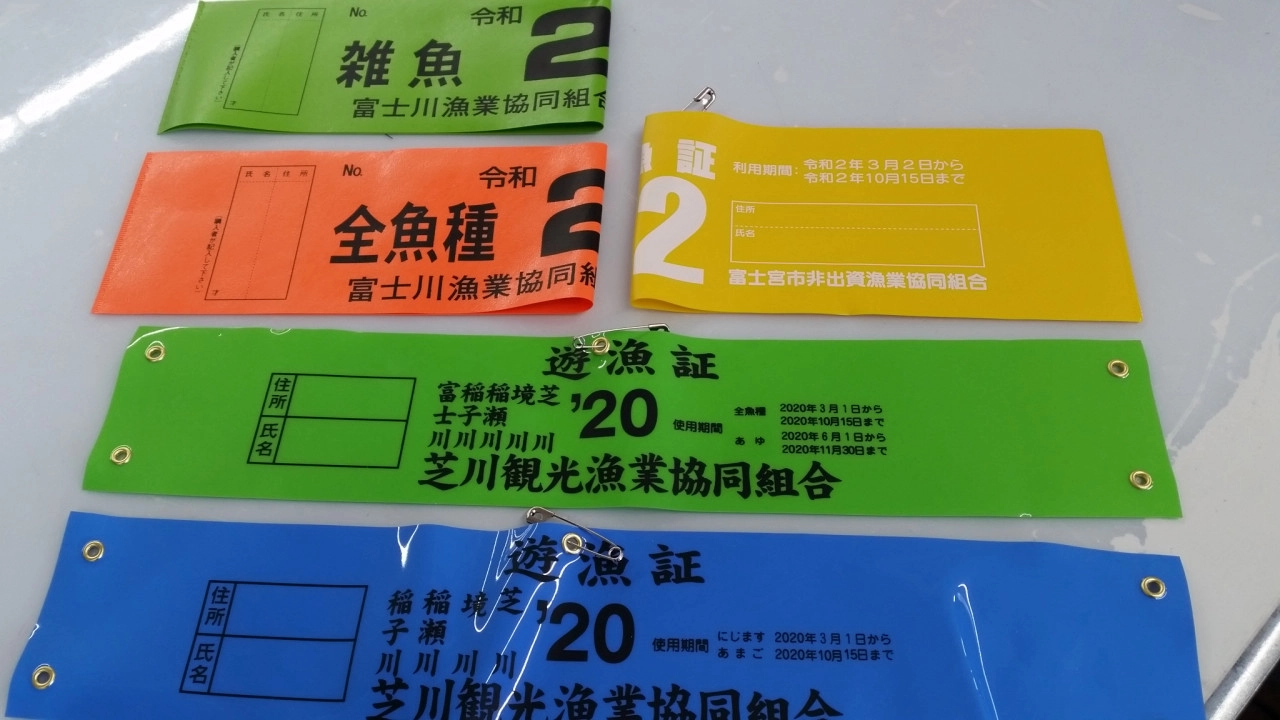 氏名 住所
No.
令和 2
雑魚
富士川漁業協同組合
氏名 住所
No.
令和 2
全魚種
富士川漁業協同組
購入者が記入して下さい。
証
2
利用期間:令和2年3月2日から
令和2年10月15日まで
住所
氏名
富士宮市非出資漁業協同組合
遊漁証
住所
氏名
富稲稲境芝
士子瀬
川川川川川
'20
使用期間
全魚種 2020年3月1日から
2020年10月15日まで
あゆ 2020年6月1日から
2020年11月30日まで
芝川観光漁業協同組合
遊漁証
住所
氏名
稲稲境芝
子瀬
川川川川
'20
使用期間
にじます 2020年3月1日から
あまご 2020年10月15日まで
芝川観光漁業協同組合